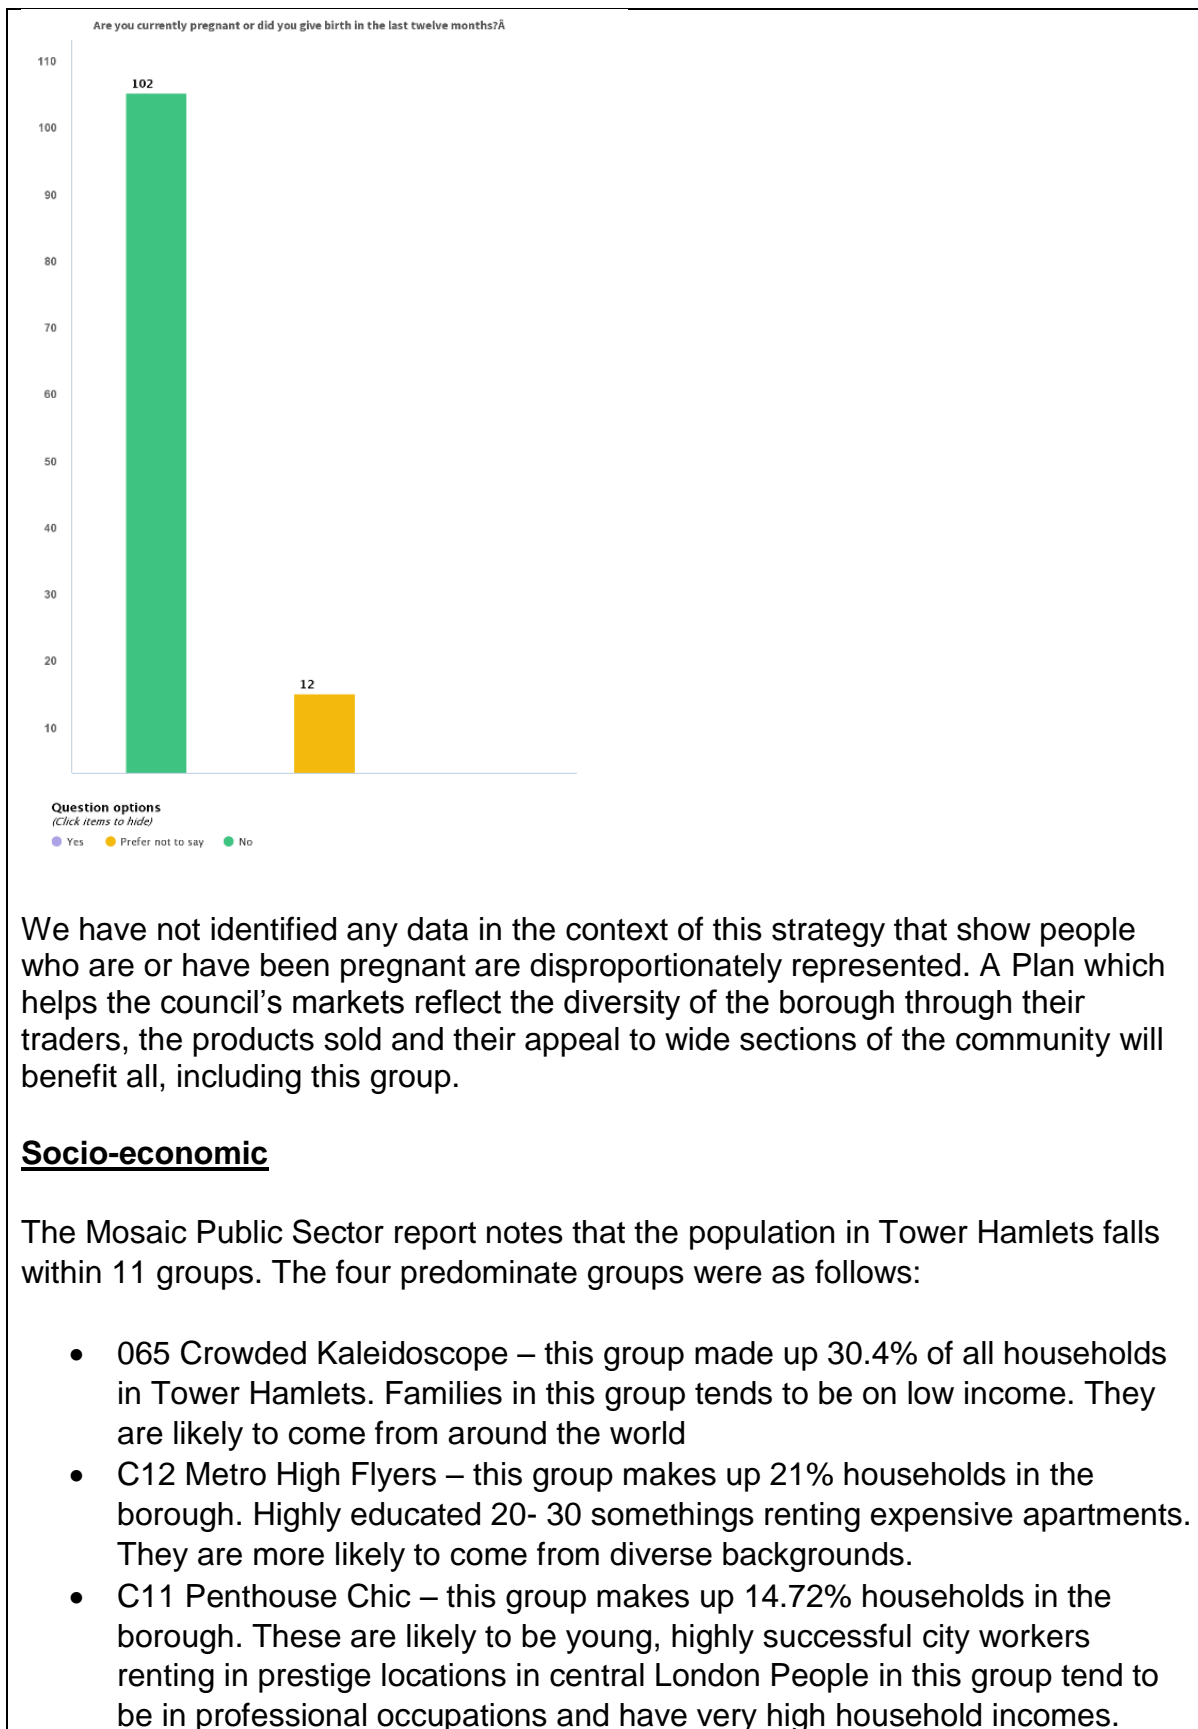 Are you currently pregnant or did you give birth in the last twelve months?Â
110
102
100
90
80
70
60
50
40
30
20
12
10
Question options
(Click items to hide)
Yes Prefer not to say No
We have not identified any data in the context of this strategy that show people
who are or have been pregnant are disproportionately represented. A Plan which
helps the council’s markets reflect the diversity of the borough through their
traders, the products sold and their appeal to wide sections of the community will
benefit all, including this group.
Socio-economic
The Mosaic Public Sector report notes that the population in Tower Hamlets falls
within 11 groups. The four predominate groups were as follows:
• 065 Crowded Kaleidoscope – this group made up 30.4% of all households
in Tower Hamlets. Families in this group tends to be on low income. They
are likely to come from around the world
• C12 Metro High Flyers – this group makes up 21% households in the
borough. Highly educated 20- 30 somethings renting expensive apartments.
They are more likely to come from diverse backgrounds.
• C11 Penthouse Chic – this group makes up 14.72% households in the
borough. These are likely to be young, highly successful city workers
renting in prestige locations in central London People in this group tend to
be in professional occupations and have very high household incomes.